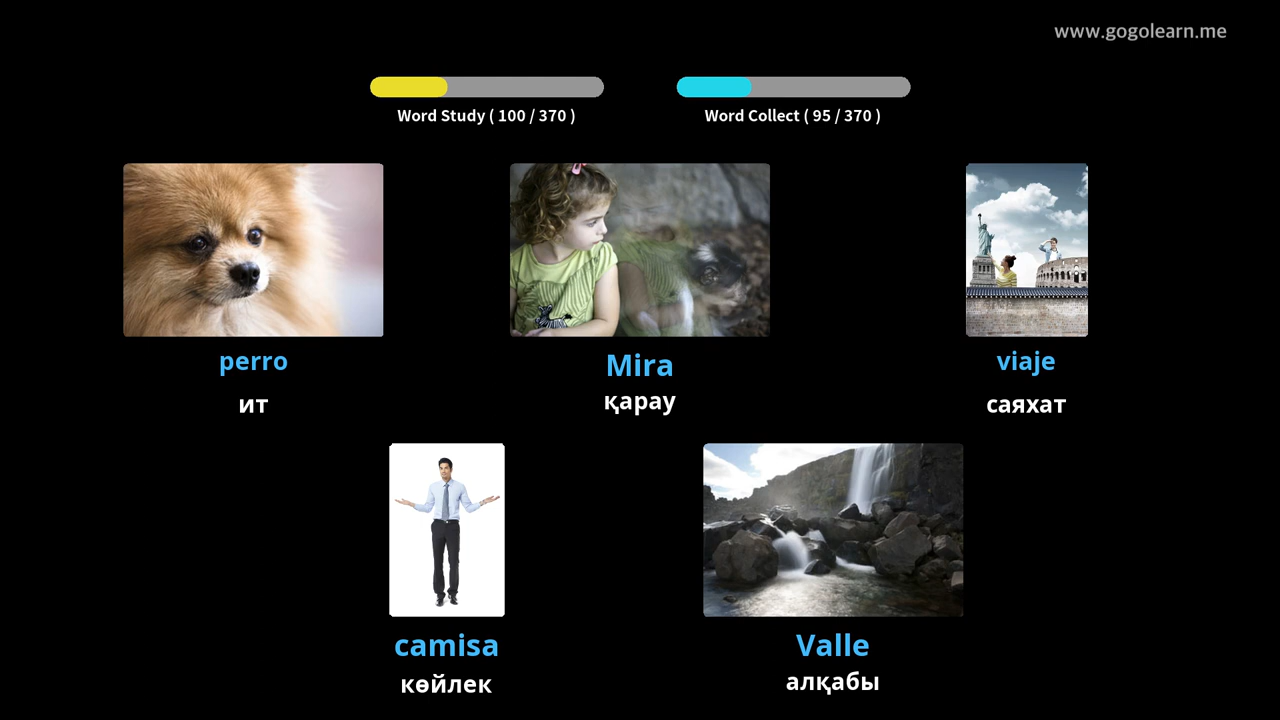 www.gogolearn.me
Word Study ( 100 / 370 )
Word Collect ( 95 / 370 )
perro
ит
Mira
қарау
viaje
саяхат
camisa
көйлек
Valle
алқабы